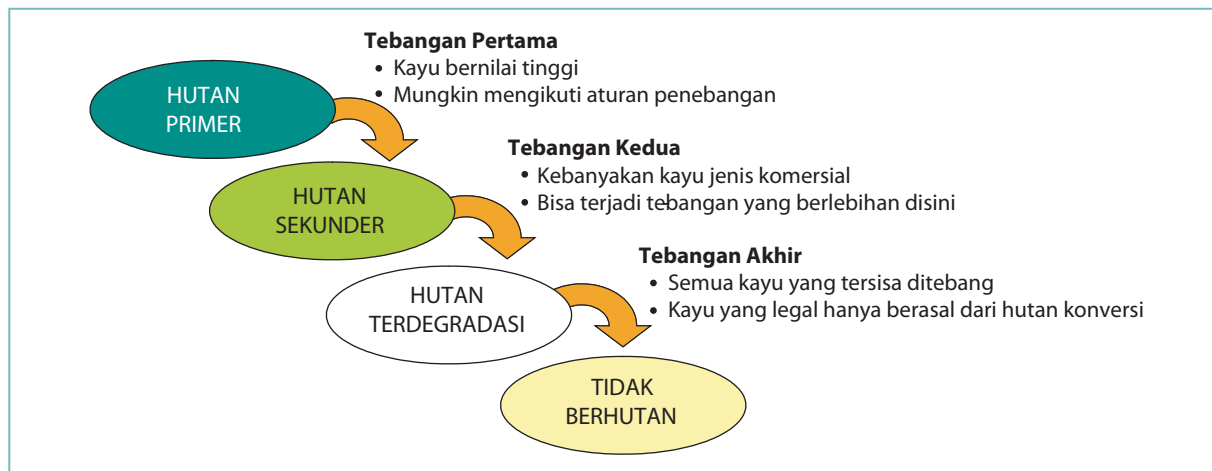 Tebangan Pertama
• Kayu bernilai tinggi
• Mungkin mengikuti aturan penebangan
HUTAN
PRIMER
Tebangan Kedua
• Kebanyakan kayu jenis komersial
• Bisa terjadi tebangan yang berlebihan disini
HUTAN
SEKUNDER
Tebangan Akhir
• Semua kayu yang tersisa ditebang
• Kayu yang legal hanya berasal dari hutan konversi
HUTAN
TERDEGRADASI
TIDAK
BERHUTAN